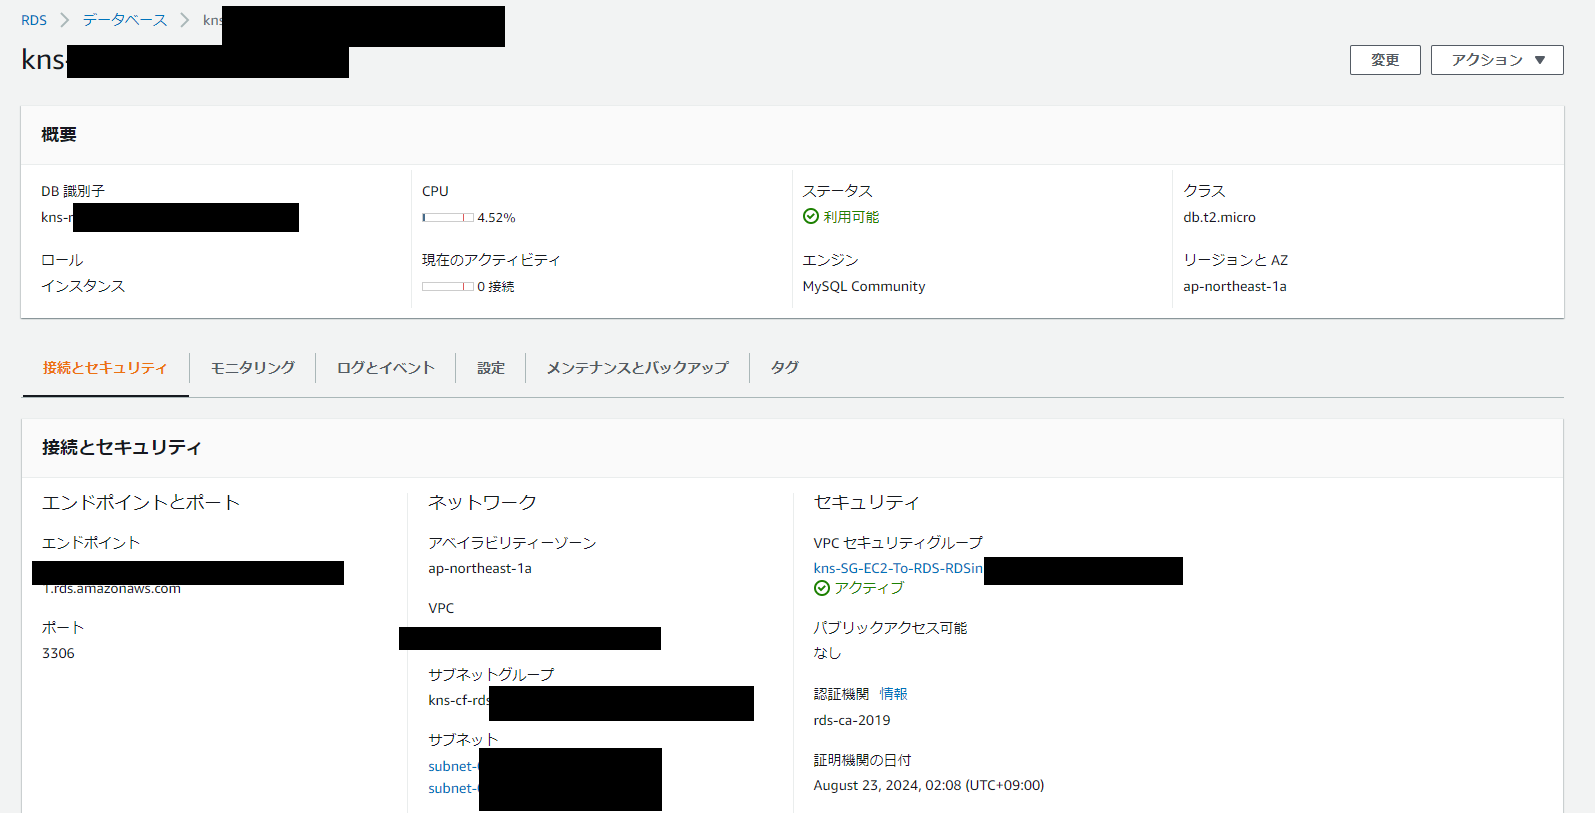 RDS > データベース > kns
kns-
変更
アクション ▼
概要
DB 識別子
kns-r
CPU
4.52%
ステータス
利用可能
クラス
db.t2.micro
ロール
インスタンス
現在のアクティビティ
0 接続
エンジン
MySQL Community
リージョンと AZ
ap-northeast-1a
接続とセキュリティ
モニタリング
ログとイベント
設定
メンテナンスとバックアップ
タグ
接続とセキュリティ
エンドポイントとポート
エンドポイント
1.rds.amazonaws.com
ポート
3306
ネットワーク
アベイラビリティーゾーン
ap-northeast-1a
VPC
サブネットグループ
kns-cf-rds
サブネット
subnet-
subnet-
セキュリティ
VPC セキュリティグループ
kns-SG-EC2-To-RDS-RDSin
アクティブ
パブリックアクセス可能
なし
認証機関 情報
rds-ca-2019
証明機関の日付
August 23, 2024, 02:08 (UTC+09:00)